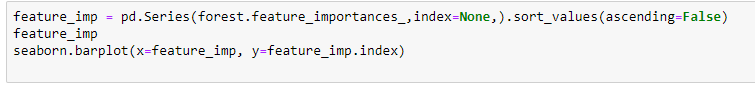 feature_imp = pd.Series(forest.feature_importances_,index=None,).sort_values(ascending=False)
feature_imp
seaborn.barplot(x=feature_imp, y=feature_imp.index)